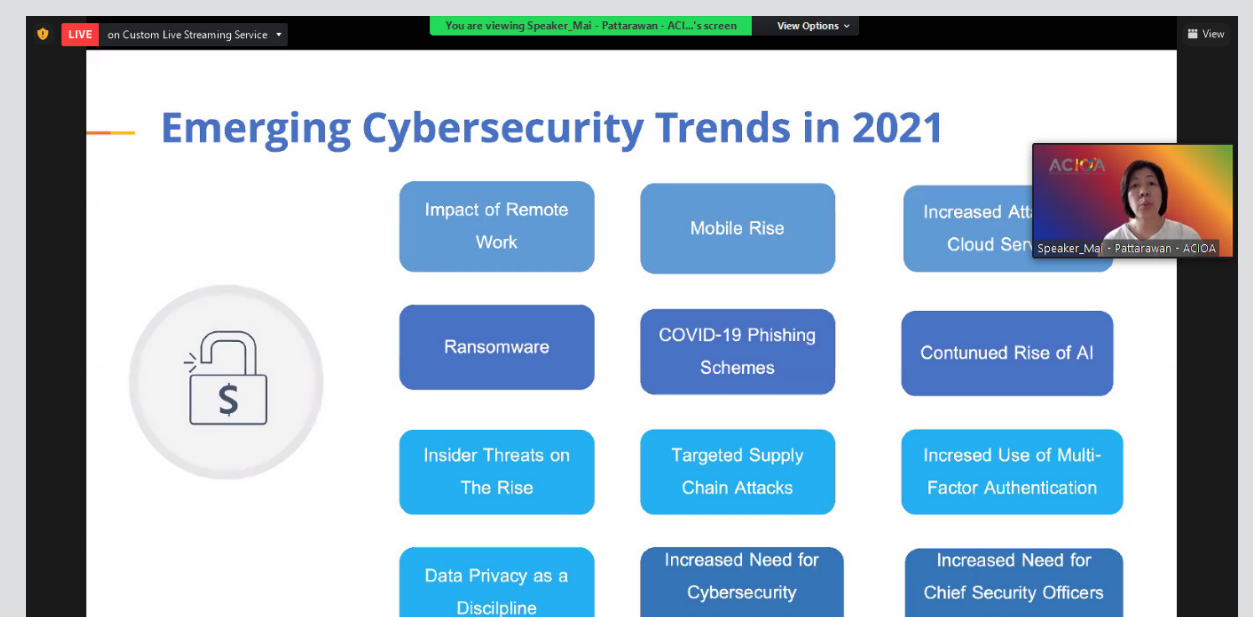 LIVE on Custom Live Streaming Service
You are viewing Speaker_Mai - Pattarawan - ACI...'s screen
View Options
View
Emerging Cybersecurity Trends in 2021
ACIOA
Speaker_Mai - Pattarawan - ACIOA
Impact of Remote
Work
Mobile Rise
Increased Att
Cloud Ser
Ransomware
COVID-19 Phishing
Schemes
Contunued Rise of AI
Insider Threats on
The Rise
Targeted Supply
Chain Attacks
Incresed Use of Multi-
Factor Authentication
Data Privacy as a
Discilpline
Increased Need for
Cybersecurity
Increased Need for
Chief Security Officers
$